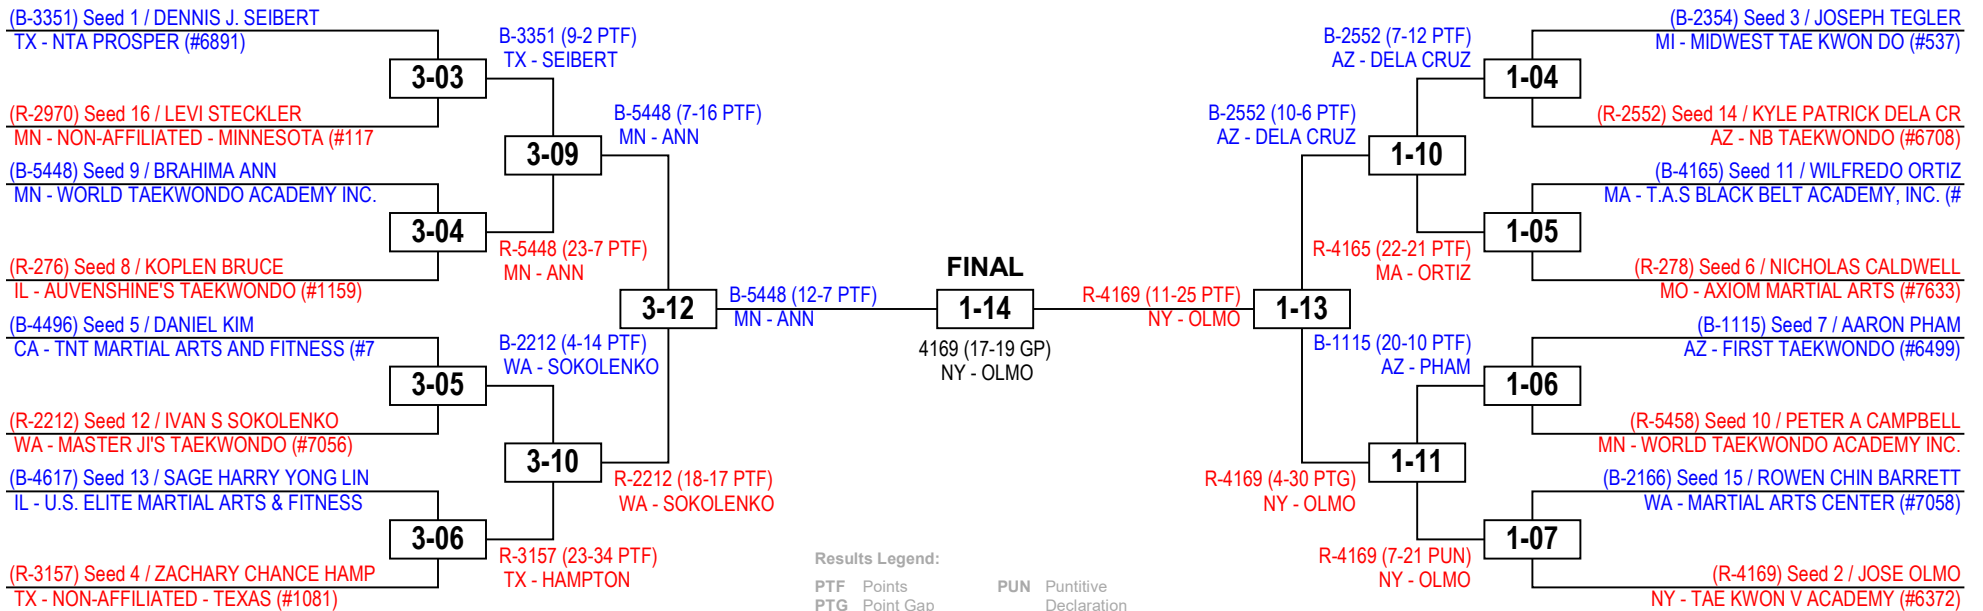 (B-3351) Seed 1 / DENNIS J. SEIBERT
TX - NTA PROSPER (#6891)
3-03
(R-2970) Seed 16 / LEVI STECKLER
MN - NON-AFFILIATED - MINNESOTA (#117
B-3351 (9-2 PTF)
TX - SEIBERT
3-09
(B-5448) Seed 9 / BRAHIMA ANN
MN - WORLD TAEKWONDO ACADEMY INC.
3-04
(R-276) Seed 8 / KOPLEN BRUCE
IL - AUVENSHINE'S TAEKWONDO (#1159)
R-5448 (23-7 PTF)
MN - ANN
B-5448 (7-16 PTF)
MN - ANN
3-12
(B-4496) Seed 5 / DANIEL KIM
CA - TNT MARTIAL ARTS AND FITNESS (#7
3-05
(R-2212) Seed 12 / IVAN S SOKOLENKO
WA - MASTER JI'S TAEKWONDO (#7056)
B-2212 (4-14 PTF)
WA - SOKOLENKO
3-10
(B-4617) Seed 13 / SAGE HARRY YONG LIN
IL - U.S. ELITE MARTIAL ARTS & FITNESS
3-06
(R-3157) Seed 4 / ZACHARY CHANCE HAMP
TX - NON-AFFILIATED - TEXAS (#1081)
R-3157 (23-34 PTF)
TX - HAMPTON
R-2212 (18-17 PTF)
WA - SOKOLENKO
B-5448 (12-7 PTF)
MN - ANN
FINAL
1-14
4169 (17-19 GP)
NY - OLMO
R-4169 (11-25 PTF)
NY - OLMO
1-13
B-2552 (10-6 PTF)
AZ - DELA CRUZ
1-10
B-2552 (7-12 PTF)
AZ - DELA CRUZ
1-04
(B-2354) Seed 3 / JOSEPH TEGLER
MI - MIDWEST TAE KWON DO (#537)
(R-2552) Seed 14 / KYLE PATRICK DELA CR
AZ - NB TAEKWONDO (#6708)
R-4165 (22-21 PTF)
MA - ORTIZ
1-05
(B-4165) Seed 11 / WILFREDO ORTIZ
MA - T.A.S BLACK BELT ACADEMY, INC. (#
(R-278) Seed 6 / NICHOLAS CALDWELL
MO - AXIOM MARTIAL ARTS (#7633)
R-4169 (4-30 PTG)
NY - OLMO
1-11
B-1115 (20-10 PTF)
AZ - PHAM
1-06
(B-1115) Seed 7 / AARON PHAM
AZ - FIRST TAEKWONDO (#6499)
(R-5458) Seed 10 / PETER A CAMPBELL
MN - WORLD TAEKWONDO ACADEMY INC.
R-4169 (7-21 PUN)
NY - OLMO
1-07
(B-2166) Seed 15 / ROWEN CHIN BARRETT
WA - MARTIAL ARTS CENTER (#7058)
(R-4169) Seed 2 / JOSE OLMO
NY - TAE KWON V ACADEMY (#6372)
Results Legend:
PTF Points PUN Puntitive
PTG Point Gap Declaration